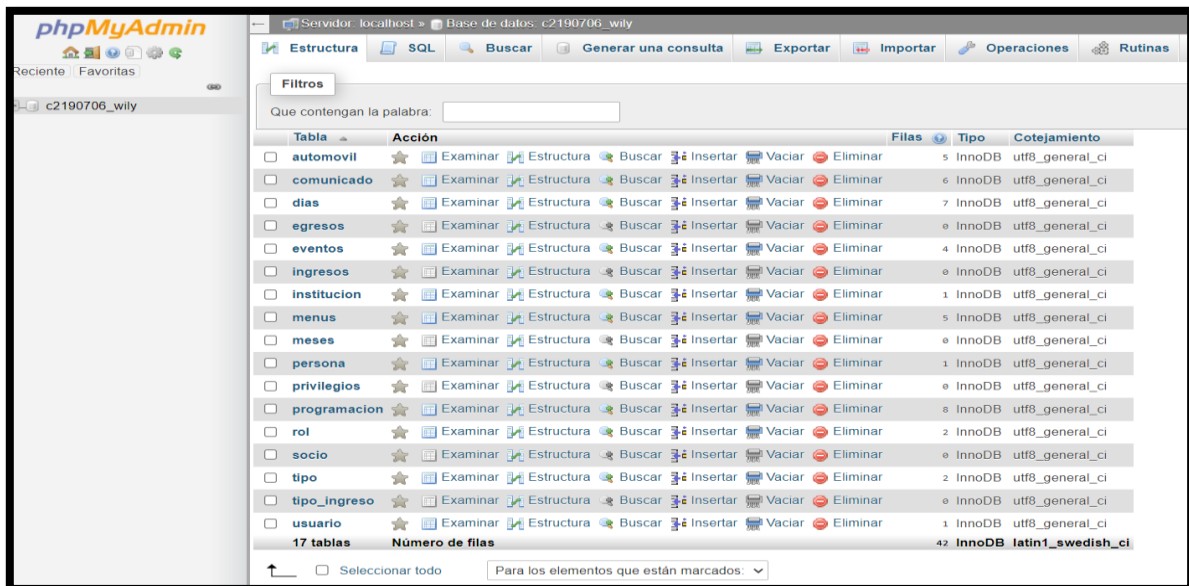 phpMyAdmin
Reciente Favoritas
c2190706_wily
Servidor: localhost » Base de datos: c2190706_wily
Estructura SQL Buscar Generar una consulta Exportar Importar Operaciones Rutinas
Filtros
Que contengan la palabra:
Tabla Acción Filas Tipo Cotejamiento
automovil Examinar Estructura Buscar Insertar Vaciar Eliminar 5 InnoDB utf8_general_ci
comunicado Examinar Estructura Buscar Insertar Vaciar Eliminar 6 InnoDB utf8_general_ci
dias Examinar Estructura Buscar Insertar Vaciar Eliminar 7 InnoDB utf8_general_ci
egresos Examinar Estructura Buscar Insertar Vaciar Eliminar 0 InnoDB utf8_general_ci
eventos Examinar Estructura Buscar Insertar Vaciar Eliminar 4 InnoDB utf8_general_ci
ingresos Examinar Estructura Buscar Insertar Vaciar Eliminar 0 InnoDB utf8_general_ci
institucion Examinar Estructura Buscar Insertar Vaciar Eliminar 1 InnoDB utf8_general_ci
menus Examinar Estructura Buscar Insertar Vaciar Eliminar 5 InnoDB utf8_general_ci
meses Examinar Estructura Buscar Insertar Vaciar Eliminar 0 InnoDB utf8_general_ci
persona Examinar Estructura Buscar Insertar Vaciar Eliminar 1 InnoDB utf8_general_ci
privilegios Examinar Estructura Buscar Insertar Vaciar Eliminar 0 InnoDB utf8_general_ci
programacion Examinar Estructura Buscar Insertar Vaciar Eliminar 8 InnoDB utf8_general_ci
rol Examinar Estructura Buscar Insertar Vaciar Eliminar 2 InnoDB utf8_general_ci
socio Examinar Estructura Buscar Insertar Vaciar Eliminar 0 InnoDB utf8_general_ci
tipo Examinar Estructura Buscar Insertar Vaciar Eliminar 2 InnoDB utf8_general_ci
tipo_ingreso Examinar Estructura Buscar Insertar Vaciar Eliminar 0 InnoDB utf8_general_ci
usuario Examinar Estructura Buscar Insertar Vaciar Eliminar 1 InnoDB utf8_general_ci
17 tablas Número de filas 42 InnoDB latin1_swedish_ci
Seleccionar todo Para los elementos que están marcados: